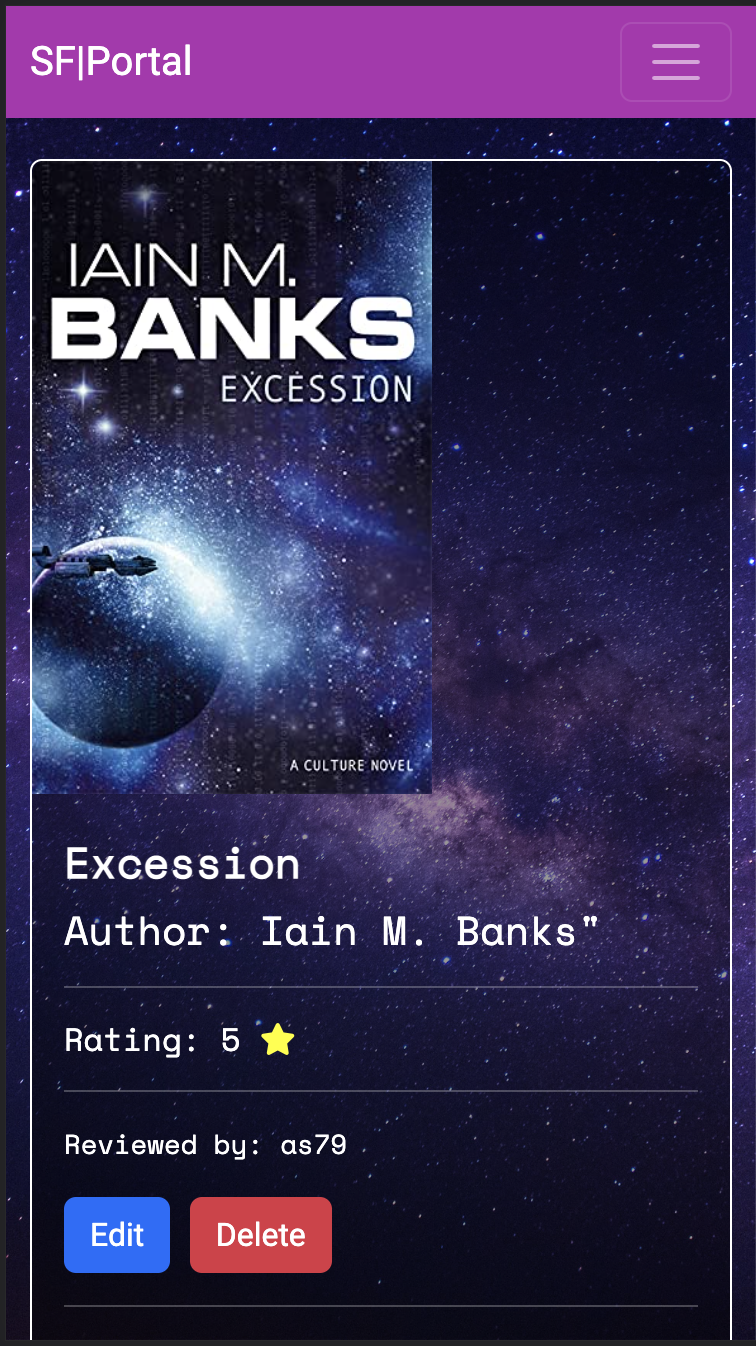 SF|Portal
IAIN M.
BANKS
EXCESSION
A CULTURE NOVEL
Excession
Author: Iain M. Banks"
Rating: 5
Reviewed by: as79
Edit Delete